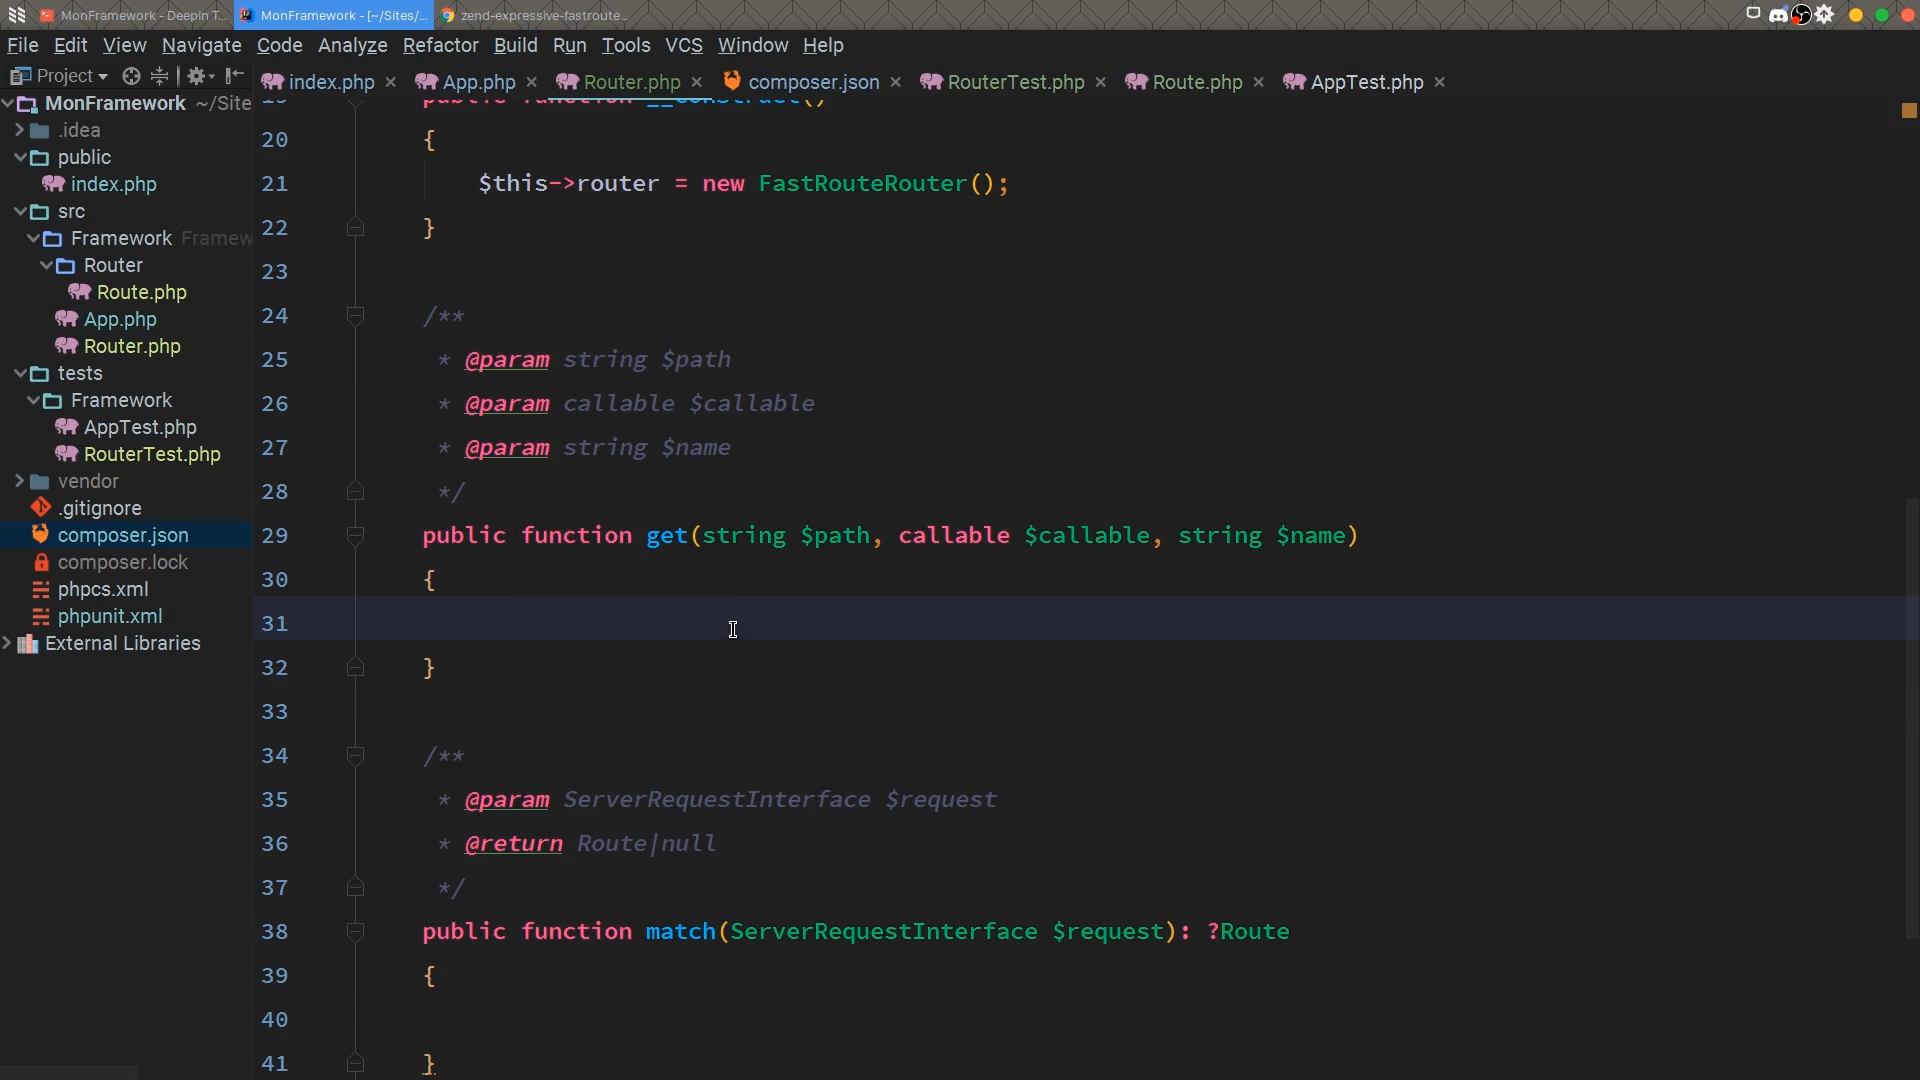 MonFramework - Deepin T...
MonFramework - [~/Sites/...
zend-expressive-fastroute...
File Edit View Navigate Code Analyze Refactor Build Run Tools VCS Window Help
Project
index.php
App.php
Router.php
composer.json
RouterTest.php
Route.php
AppTest.php
MonFramework ~/Site
.idea
public
index.php
src
Framework Framew
Router
Route.php
App.php
Router.php
tests
Framework
AppTest.php
RouterTest.php
vendor
.gitignore
composer.json
composer.lock
phpcs.xml
phpunit.xml
External Libraries
19 public function __construct()
20 {
21 $this->router = new FastRouteRouter();
22 }
23
24 /**
25 * @param string $path
26 * @param callable $callable
27 * @param string $name
28 */
29 public function get(string $path, callable $callable, string $name)
30 {
31
32 }
33
34 /**
35 * @param ServerRequestInterface $request
36 * @return Route|null
37 */
38 public function match(ServerRequestInterface $request): ?Route
39 {
40
41 }